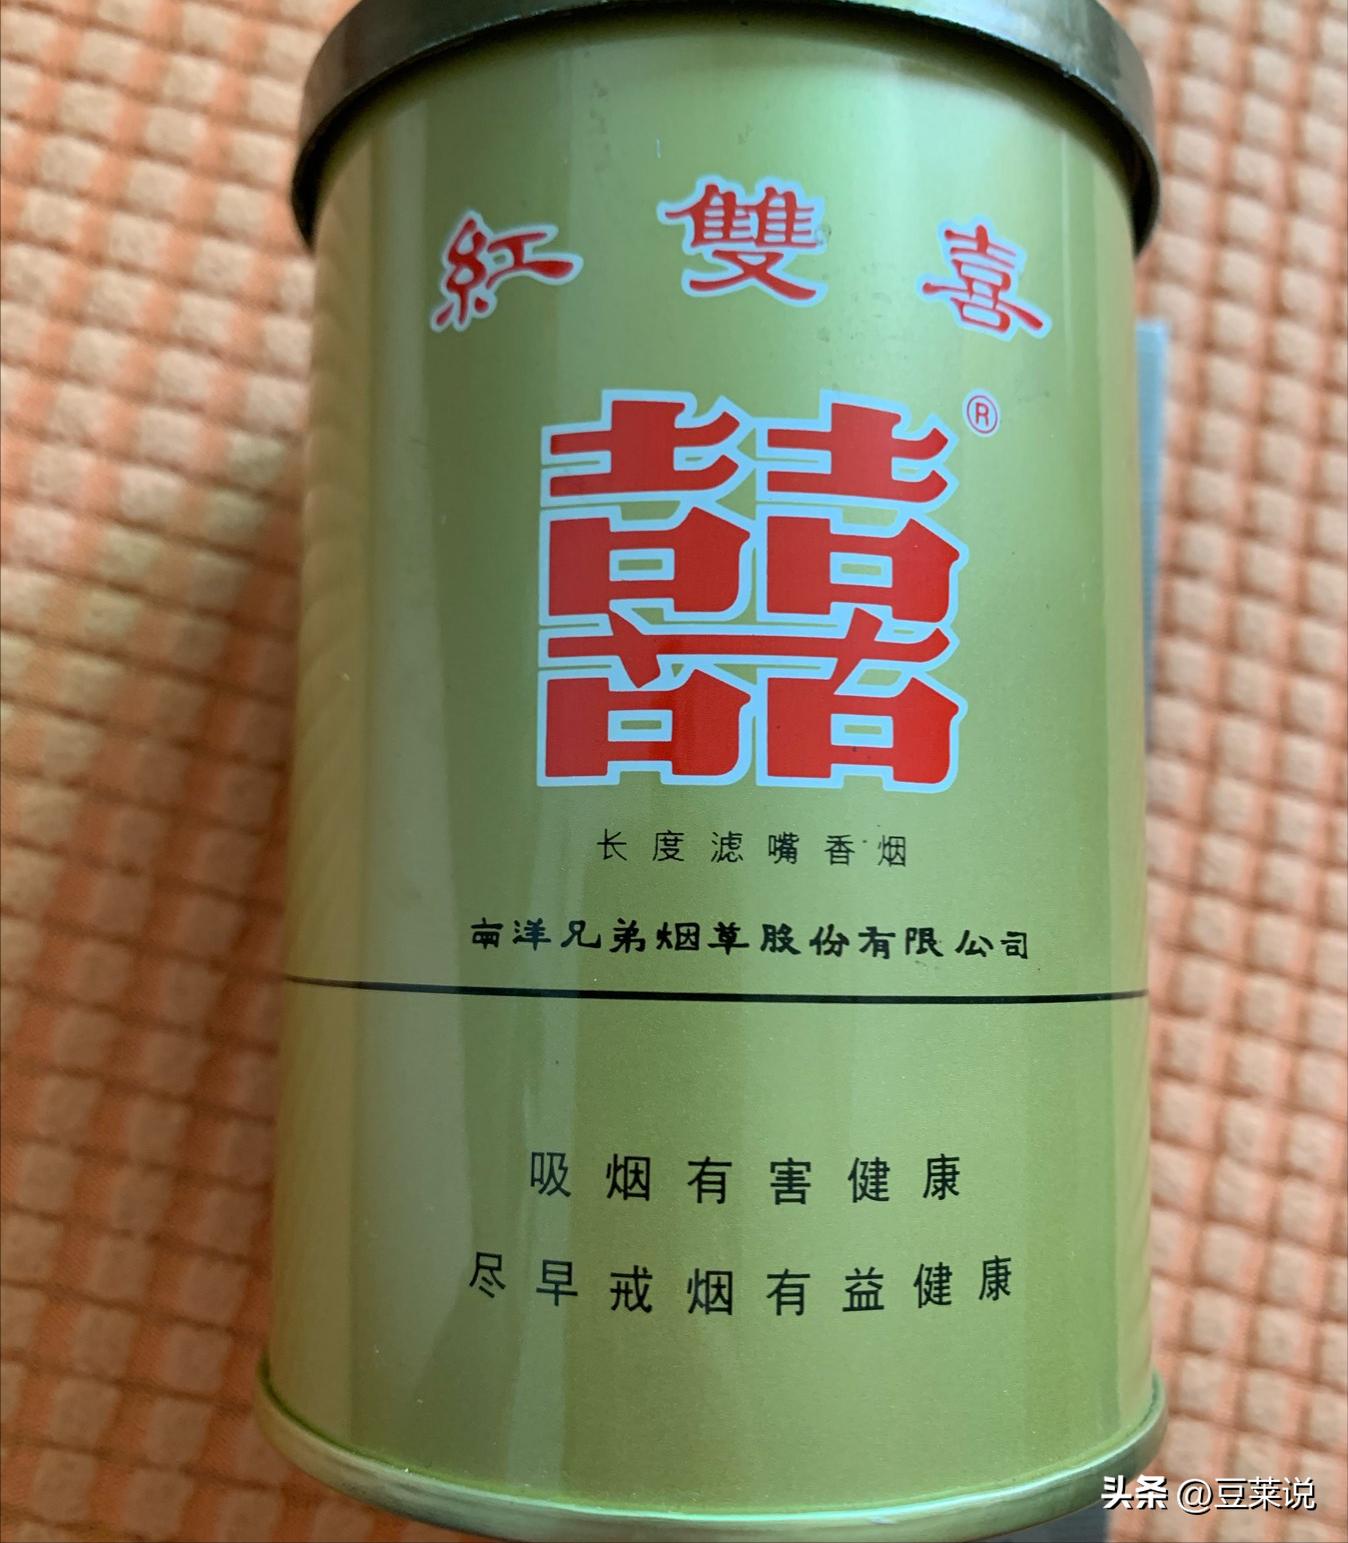 紅雙喜
囍®
长度滤嘴香烟
南洋兄弟烟草股份有限公司
吸烟有害健康
尽早戒烟有益健康
头条 @豆莱说